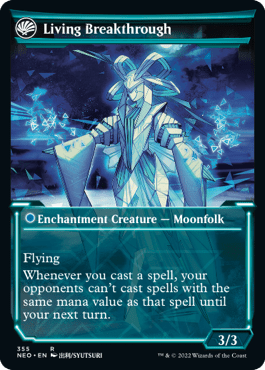 Living Breakthrough
Enchantment Creature — Moonfolk
Flying
Whenever you cast a spell, your
opponents can't cast spells with the
same mana value as that spell until
your next turn.
3/3
355 R
NEO • EN 出利/SYUTSURI
™ & © 2022 Wizards of the Coast